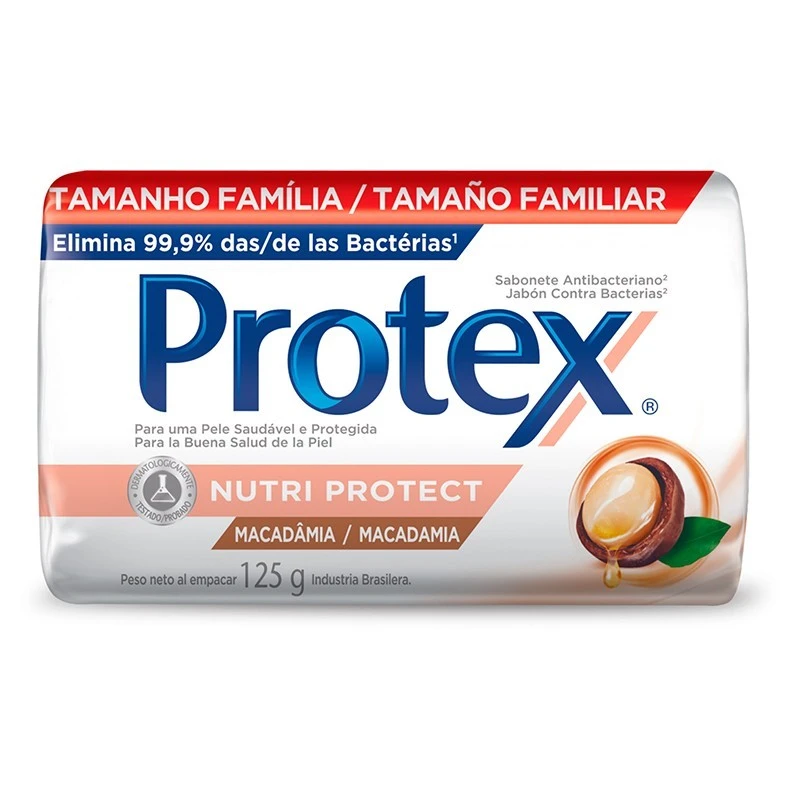 TAMANHO FAMÍLIA / TAMAÑO FAMILIAR
Elimina 99,9% das/de las Bactérias¹
Sabonete Antibacteriano²
Jabón Contra Bacterias²
Protex®
Para uma Pele Saudável e Protegida
Para la Buena Salud de la Piel
DERMATOLOGICAMENTE
TESTADO/PROBADO
NUTRI PROTECT
MACADÂMIA / MACADAMIA
Peso neto al empacar 125 g Industria Brasilera.